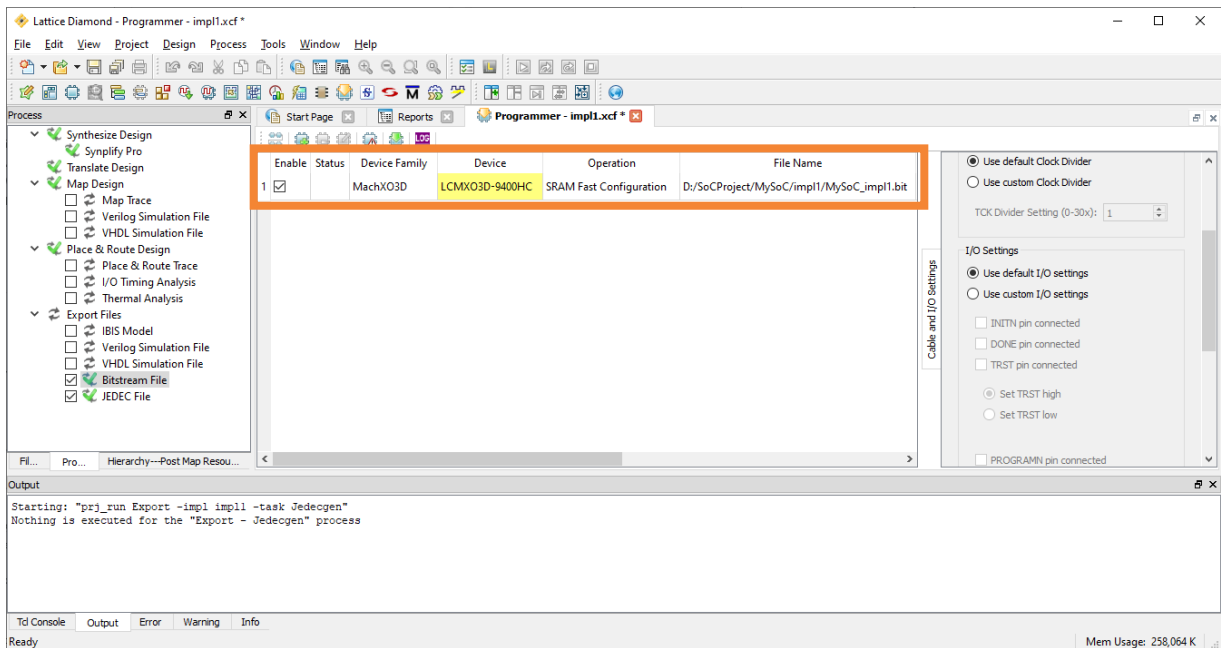 Lattice Diamond - Programmer - impl1.xcf *
File Edit View Project Design Process Tools Window Help
Process
Start Page
Reports
Programmer - impl1.xcf *
LOG
Synthesize Design
Synplify Pro
Translate Design
Map Design
Map Trace
Verilog Simulation File
VHDL Simulation File
Place & Route Design
Place & Route Trace
I/O Timing Analysis
Thermal Analysis
Export Files
IBIS Model
Verilog Simulation File
VHDL Simulation File
Bitstream File
JEDEC File
Fil... Pro... Hierarchy---Post Map Resou...
Enable Status Device Family Device Operation File Name
1 MachXO3D LCMXO3D-9400HC SRAM Fast Configuration D:/SoCProject/MySoC/impl1/MySoC_impl1.bit
Cable and I/O Settings
Use default Clock Divider
Use custom Clock Divider
TCK Divider Setting (0-30x): 1
I/O Settings
Use default I/O settings
Use custom I/O settings
INITN pin connected
DONE pin connected
TRST pin connected
Set TRST high
Set TRST low
PROGRAMN pin connected
Output
Starting: "prj_run Export -impl impl1 -task Jedecgen"
Nothing is executed for the "Export - Jedecgen" process
Tcl Console Output Error Warning Info
Ready
Mem Usage: 258,064 K